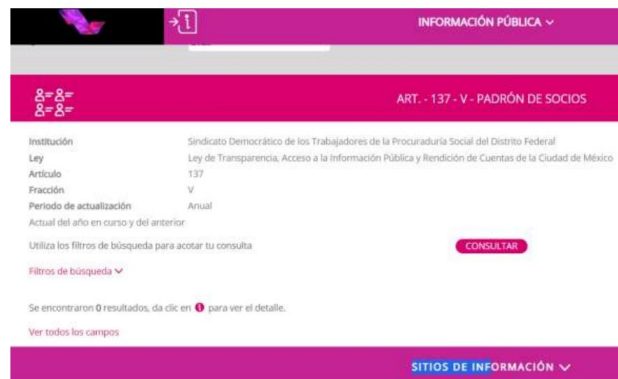 INFORMACIÓN PÚBLICA
ART. - 137 - V - PADRÓN DE SOCIOS
Institución Sindicato Democrático de los Trabajadores de la Procuraduría Social del Distrito Federal
Ley Ley de Transparencia, Acceso a la Información Pública y Rendición de Cuentas de la Ciudad de México
Artículo 137
Fracción V
Periodo de actualización Anual
Actual del año en curso y del anterior
Utiliza los filtros de búsqueda para acotar tu consulta CONSULTAR
Filtros de búsqueda
Se encontraron 0 resultados, da clic en i para ver el detalle.
Ver todos los campos
SITIOS DE INFORMACIÓN